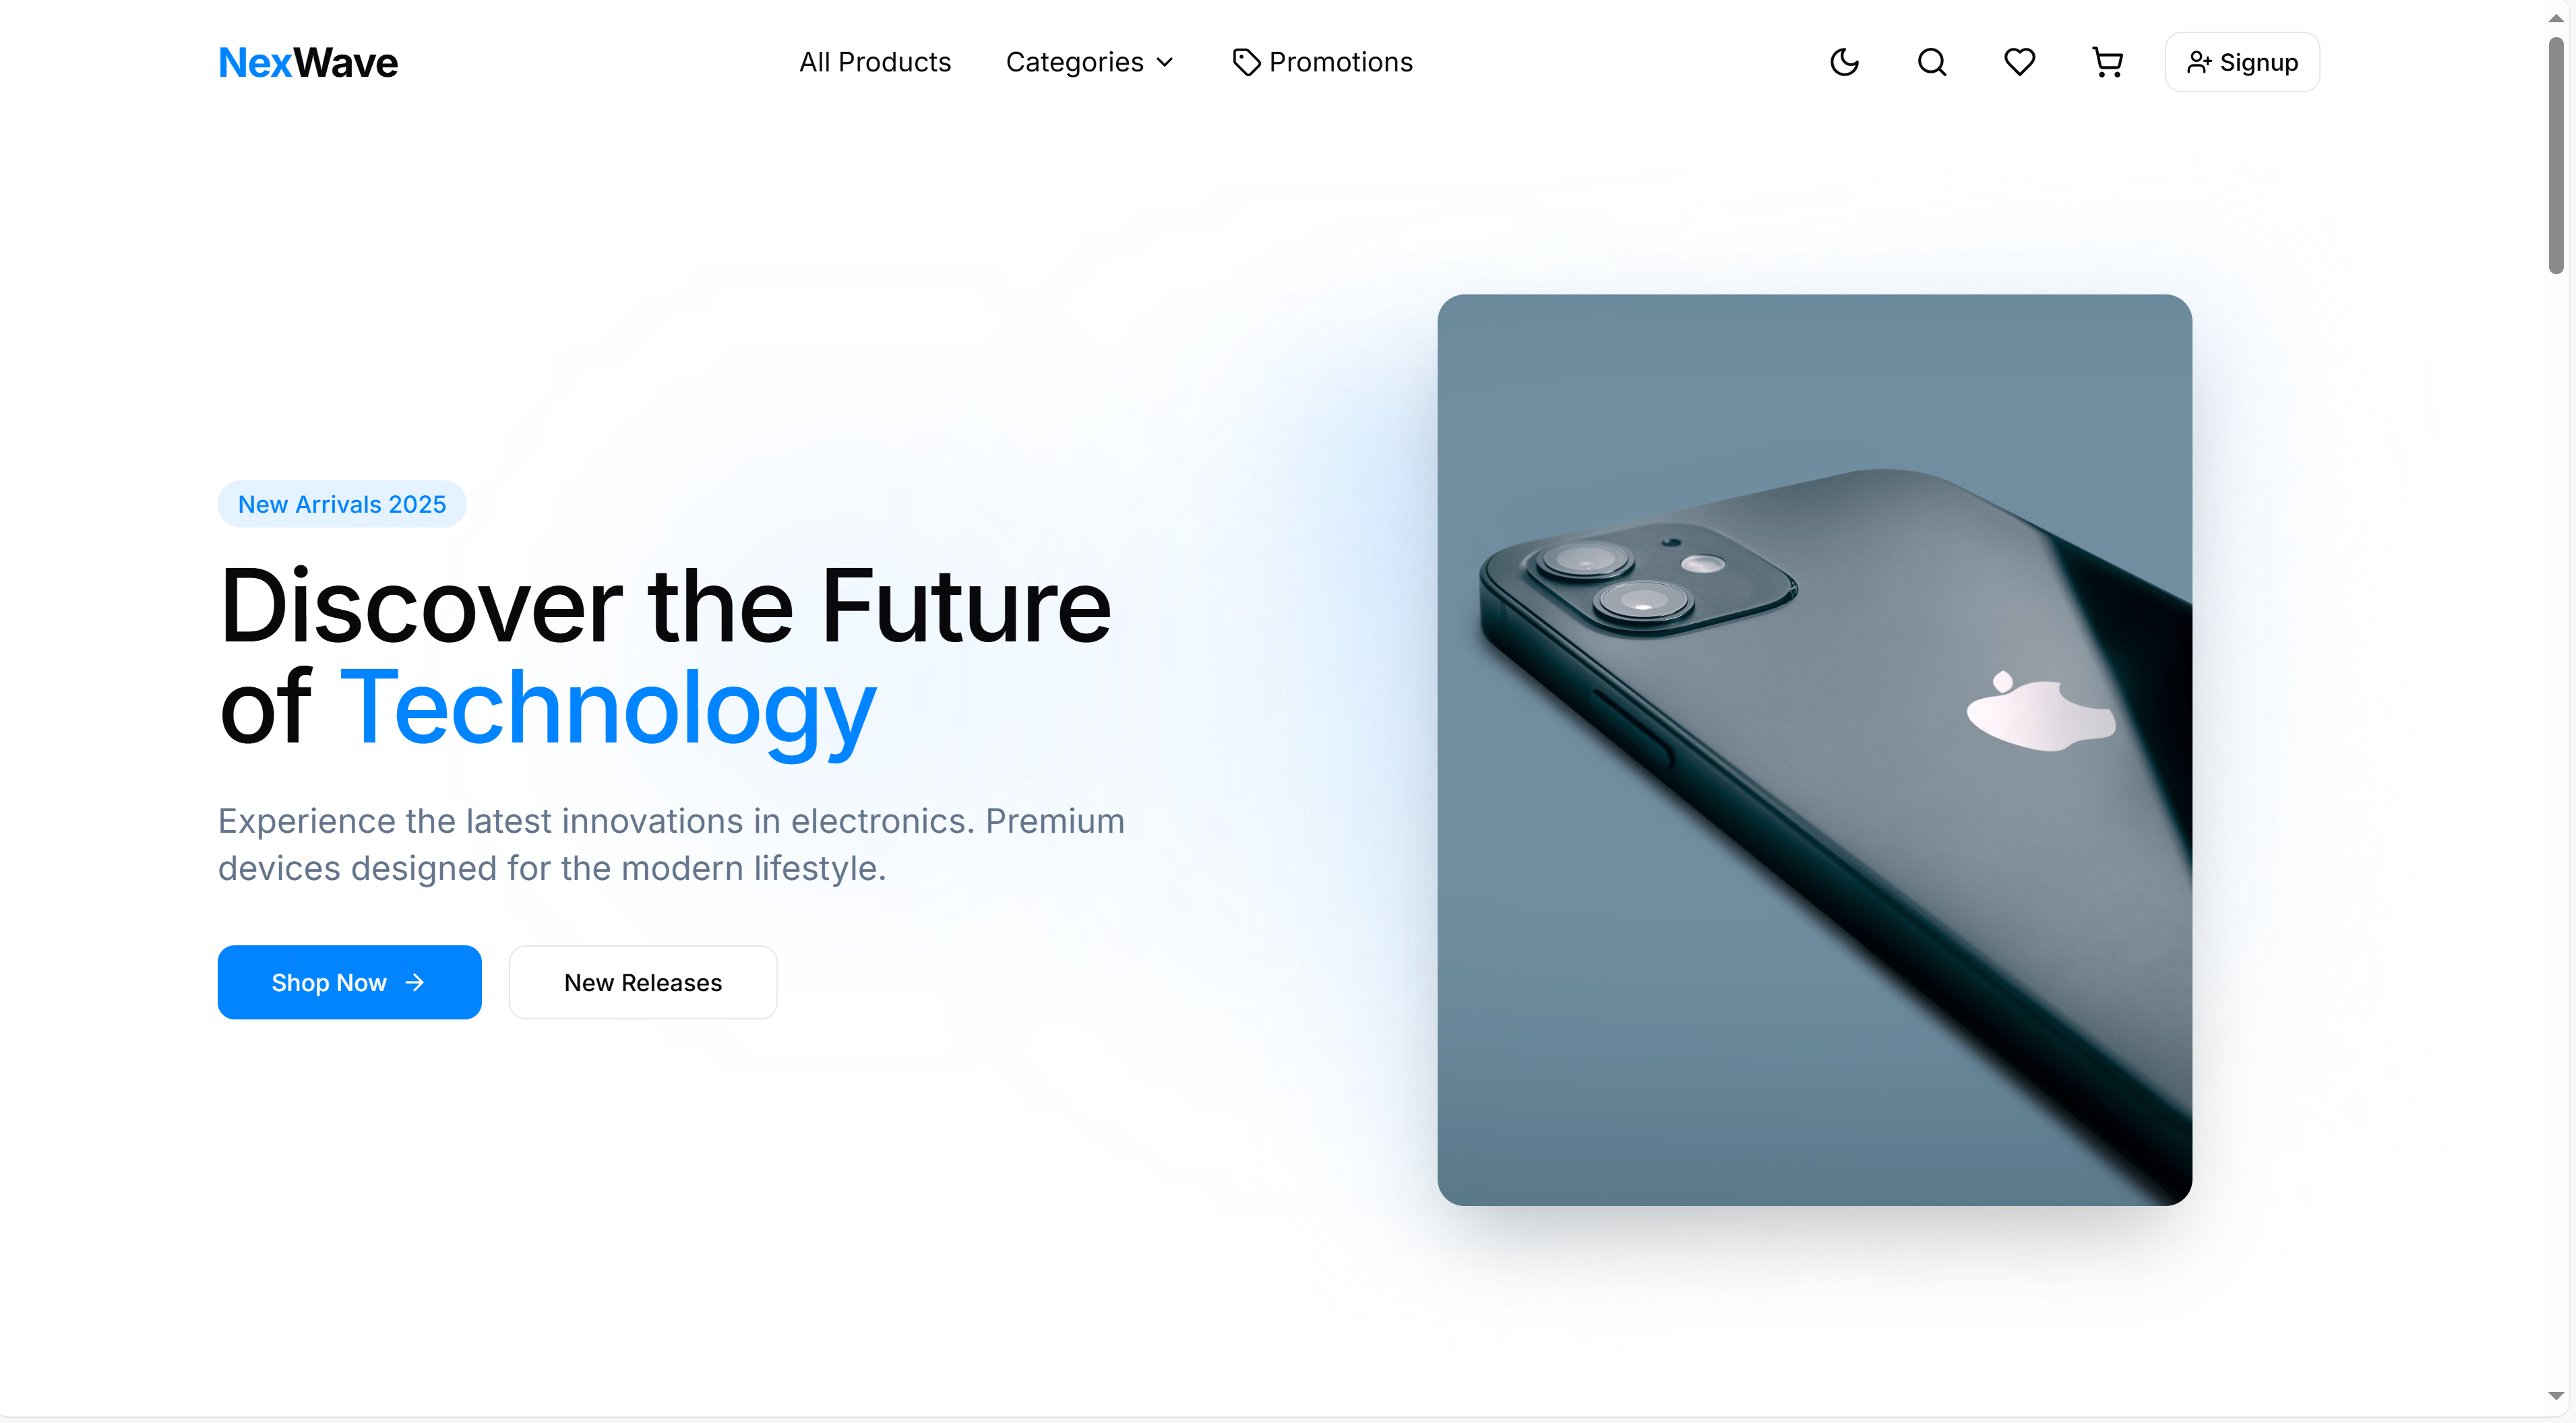 NexWave
All Products
Categories
Promotions
Signup
New Arrivals 2025
Discover the Future
of Technology
Experience the latest innovations in electronics. Premium
devices designed for the modern lifestyle.
Shop Now
New Releases